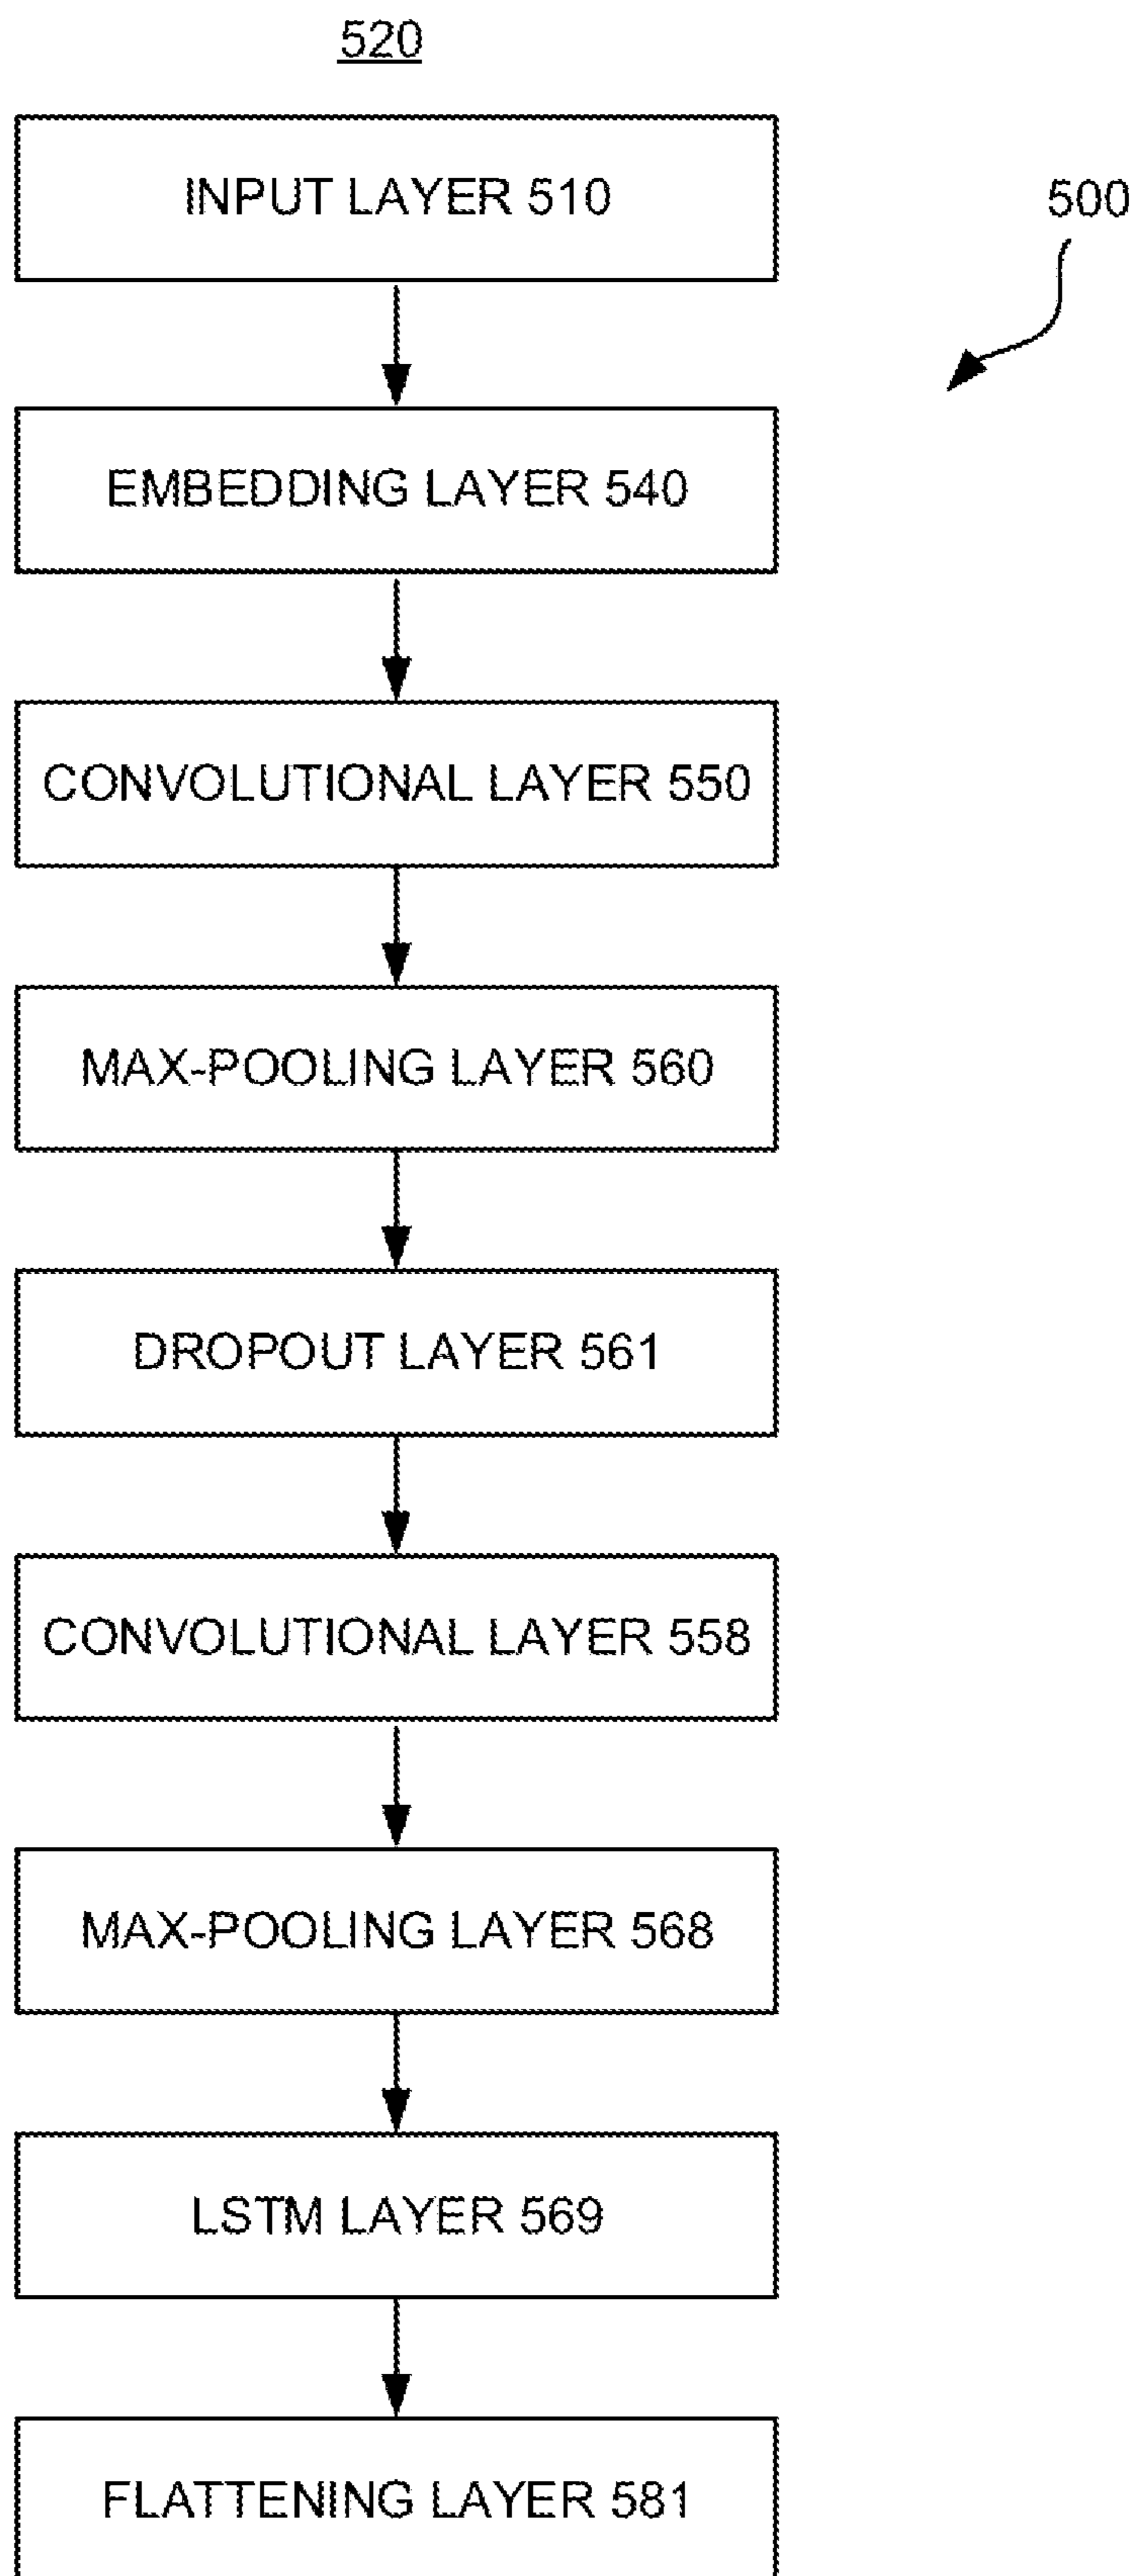 520
INPUT LAYER 510
500
EMBEDDING LAYER 540
CONVOLUTIONAL LAYER 550
MAX-POOLING LAYER 560
DROPOUT LAYER 561
CONVOLUTIONAL LAYER 558
MAX-POOLING LAYER 568
LSTM LAYER 569
FLATTENING LAYER 581